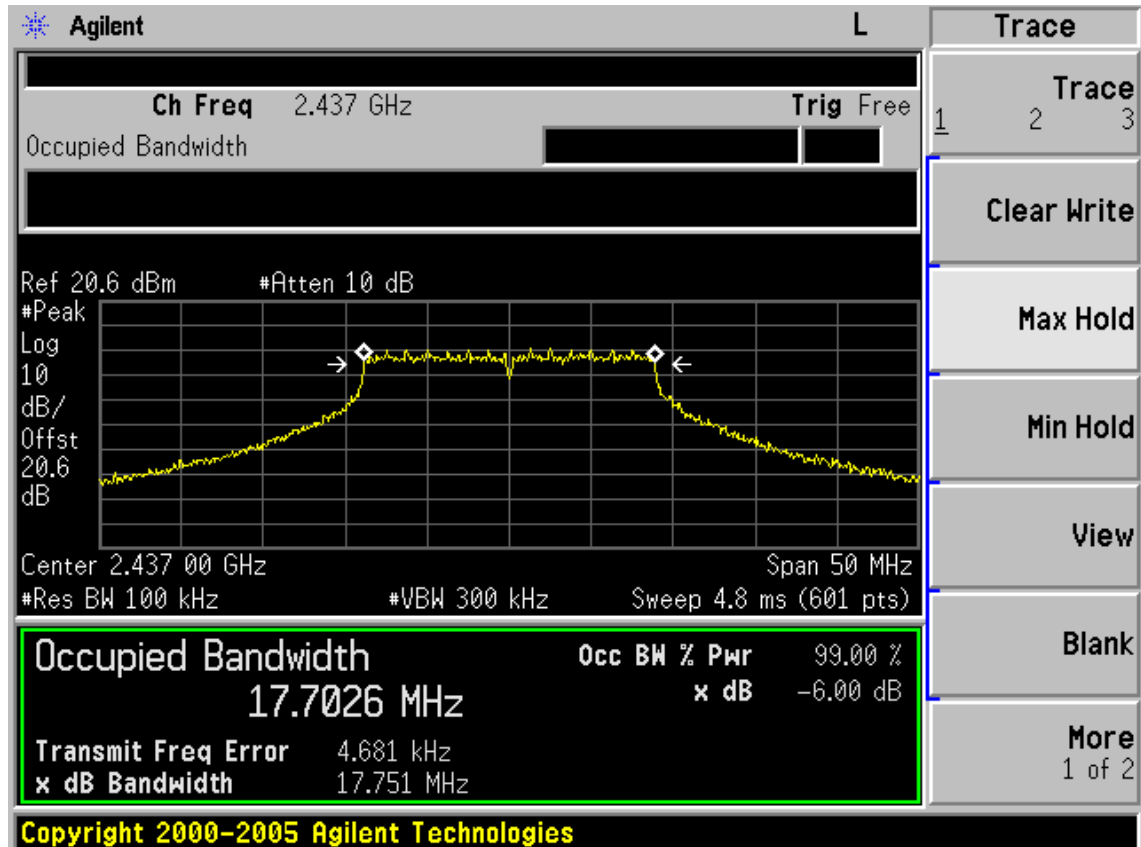 Agilent L
Ch Freq 2.437 GHz Trig Free
Occupied Bandwidth
Ref 20.6 dBm #Atten 10 dB
#Peak
Log
10
dB/
Offst
20.6
dB
Center 2.437 00 GHz Span 50 MHz
#Res BW 100 kHz #VBW 300 kHz Sweep 4.8 ms (601 pts)
Occupied Bandwidth Occ BW % Pwr 99.00 %
17.7026 MHz x dB -6.00 dB
Transmit Freq Error 4.681 kHz
x dB Bandwidth 17.751 MHz
Copyright 2000-2005 Agilent Technologies
Trace
Trace
1 2 3
Clear Write
Max Hold
Min Hold
View
Blank
More
1 of 2